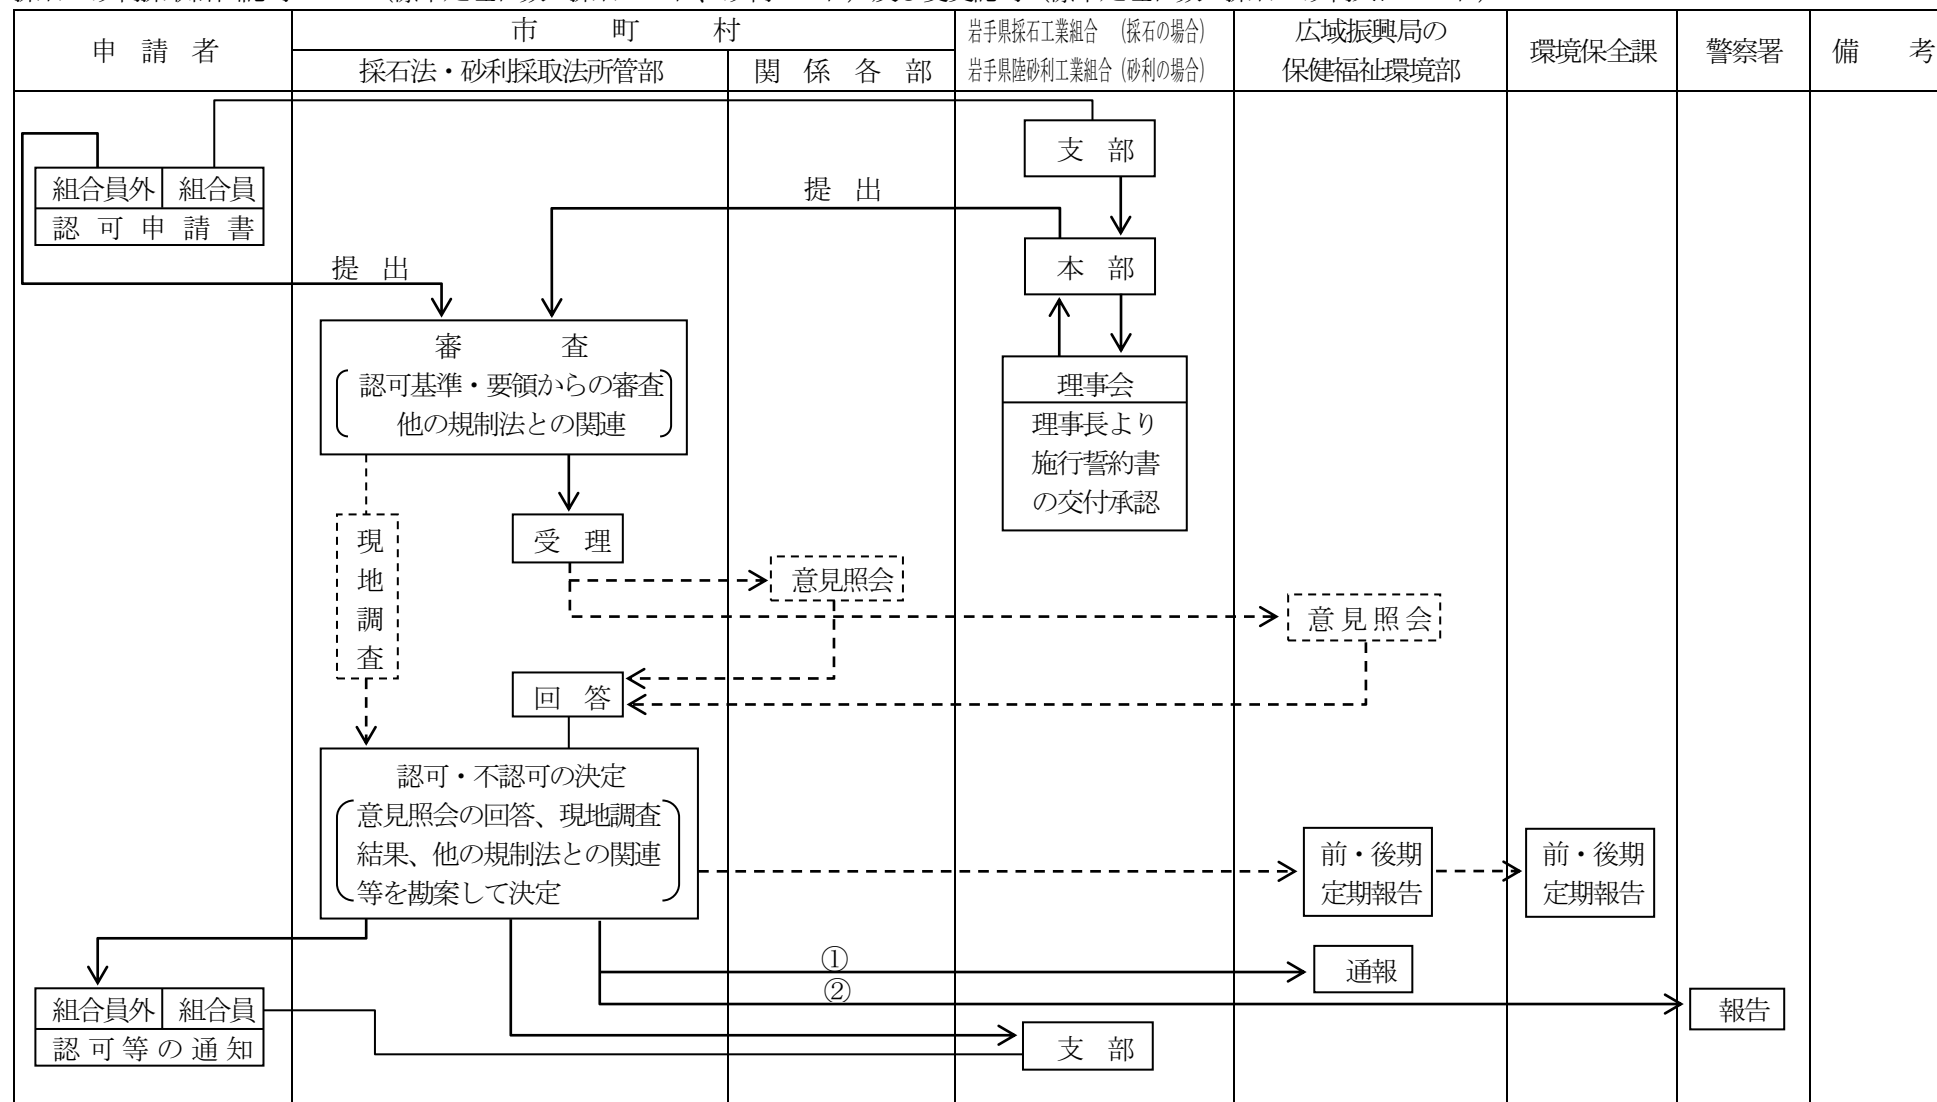 申 請 者
市 町 村
採石法・砂利採取法所管部
関 係 各 部
岩手県採石工業組合 (採石の場合)
岩手県陸砂利工業組合 (砂利の場合)
広域振興局の
保健福祉環境部
環境保全課
警察署
備 考
支 部
組合員外 組合員
認 可 申 請 書
提 出
提 出
本 部
審 査
認可基準・要領からの審査
他の規制法との関連
理事会
理事長より
施行誓約書
の交付承認
現地調査
受 理
意見照会
意 見 照 会
回 答
認可・不認可の決定
意見照会の回答、現地調査
結果、他の規制法との関連
等を勘案して決定
前・後期
定期報告
前・後期
定期報告
①
通報
②
報告
組合員外 組合員
認 可 等 の 通 知
支 部